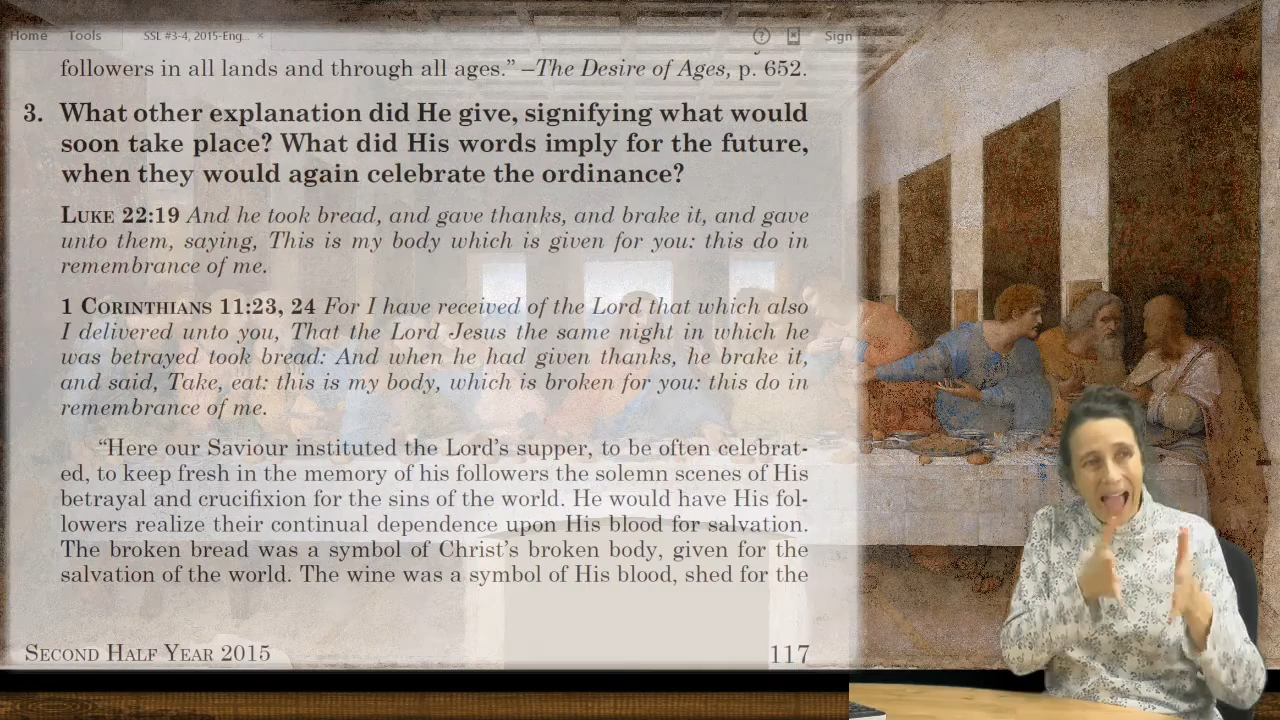 Home Tools SSL #3-4, 2015-Eng... × Sign
followers in all lands and through all ages.” –The Desire of Ages, p. 652.
3. What other explanation did He give, signifying what would
soon take place? What did His words imply for the future,
when they would again celebrate the ordinance?
LUKE 22:19 And he took bread, and gave thanks, and brake it, and gave
unto them, saying, This is my body which is given for you: this do in
remembrance of me.
1 CORINTHIANS 11:23, 24 For I have received of the Lord that which also
I delivered unto you, That the Lord Jesus the same night in which he
was betrayed took bread: And when he had given thanks, he brake it,
and said, Take, eat: this is my body, which is broken for you: this do in
remembrance of me.
“Here our Saviour instituted the Lord’s supper, to be often celebrat-
ed, to keep fresh in the memory of his followers the solemn scenes of His
betrayal and crucifixion for the sins of the world. He would have His fol-
lowers realize their continual dependence upon His blood for salvation.
The broken bread was a symbol of Christ’s broken body, given for the
salvation of the world. The wine was a symbol of His blood, shed for the
SECOND HALF YEAR 2015 117